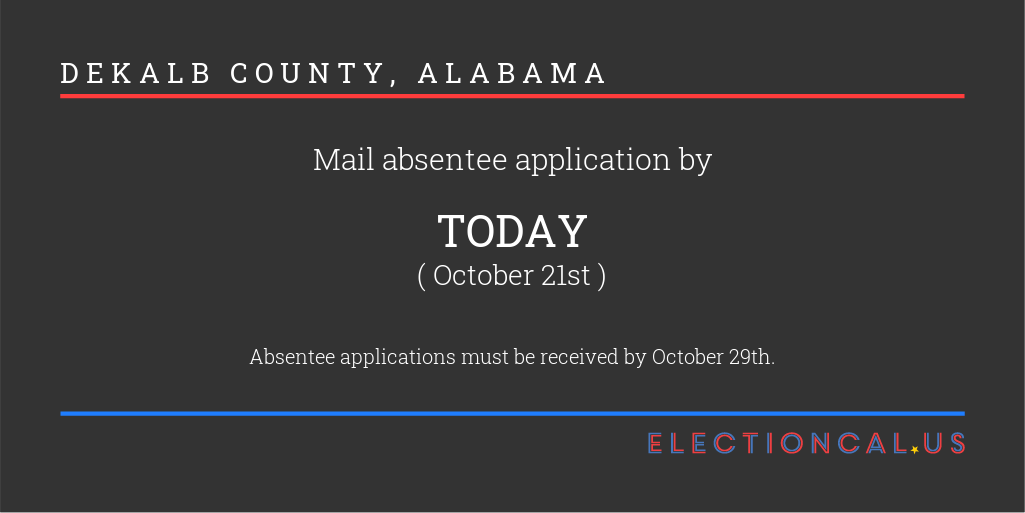 DEKALB COUNTY, ALABAMA
Mail absentee application by
TODAY
( October 21st )
Absentee applications must be received by October 29th.
ELECTIONCAL.US